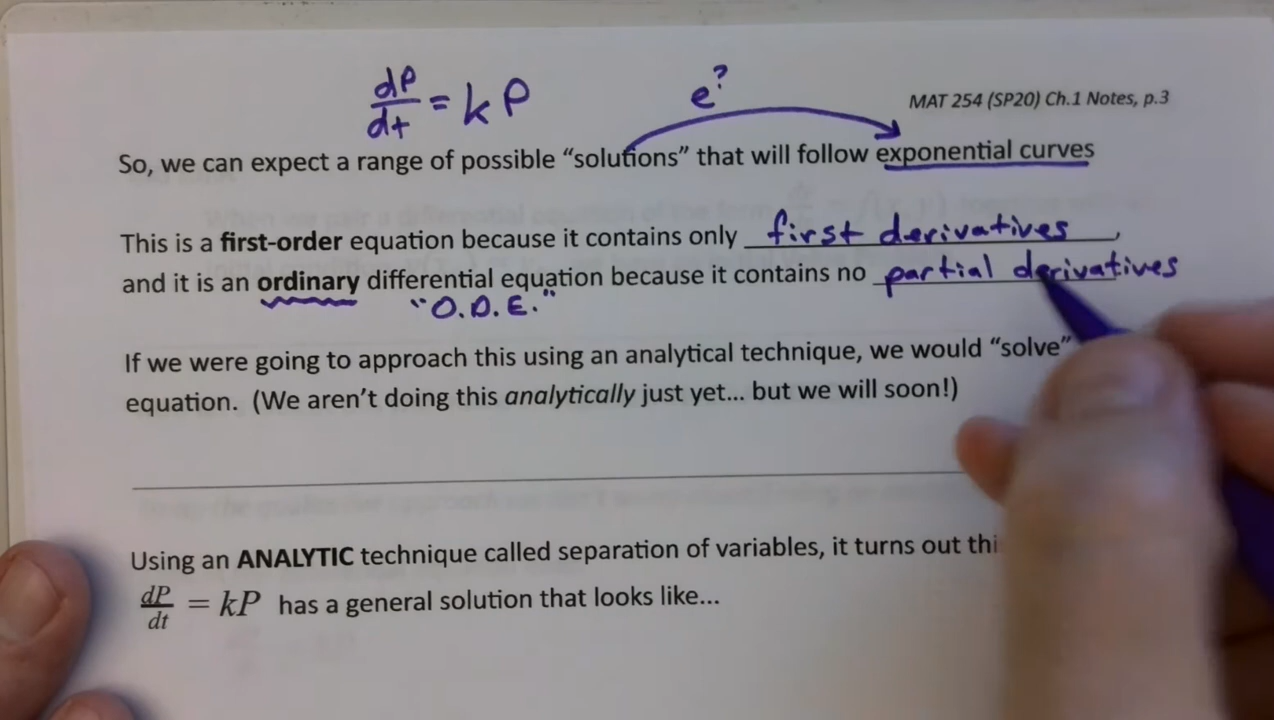 dP/dt = kP
e?
MAT 254 (SP20) Ch.1 Notes, p.3
So, we can expect a range of possible “solutions” that will follow exponential curves
This is a first-order equation because it contains only first derivatives,
and it is an ordinary differential equation because it contains no partial derivatives
“O.D.E.”
If we were going to approach this using an analytical technique, we would “solve”
equation. (We aren’t doing this analytically just yet... but we will soon!)
Using an ANALYTIC technique called separation of variables, it turns out
dP/dt = kP has a general solution that looks like...